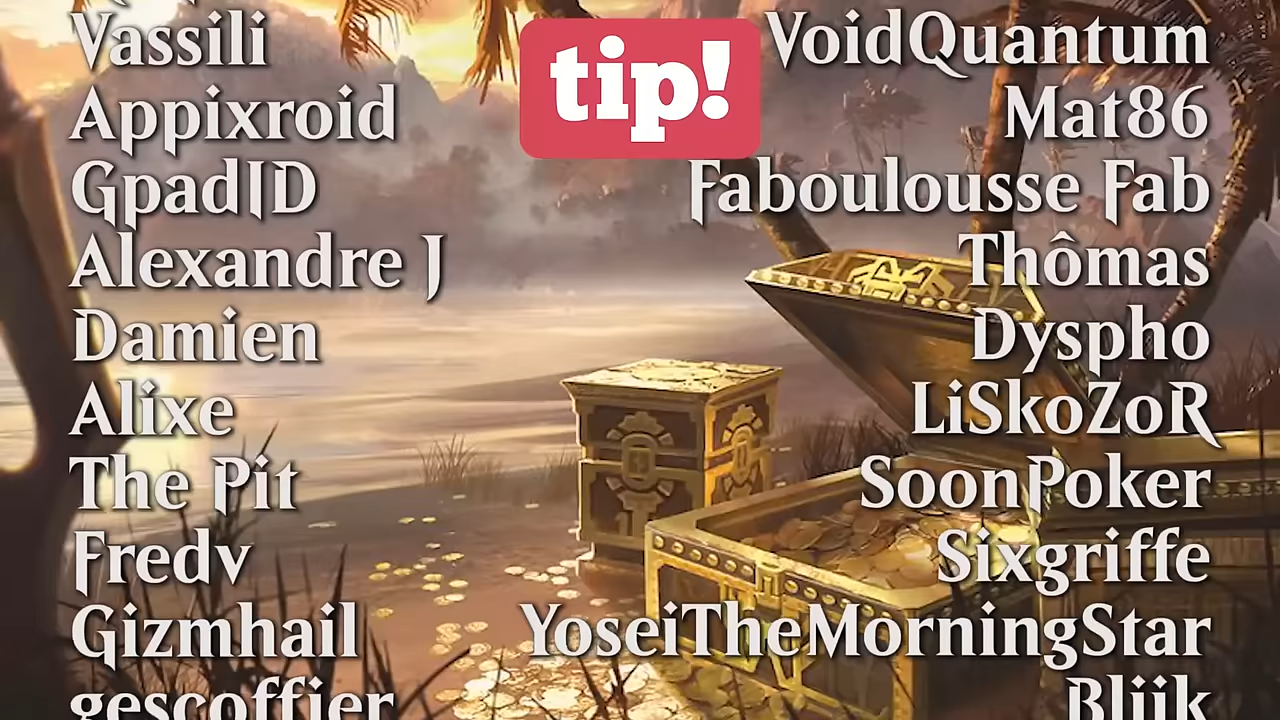 tip!
Vassili
Appixroid
GpadID
Alexandre J
Damien
Alixe
The Pit
Fredv
Gizmhail
gescoffier
VoidQuantum
Mat86
Faboulousse Fab
Thômas
Dyspho
LiSkoZoR
SoonPoker
Sixgriffe
YoseiTheMorningStar